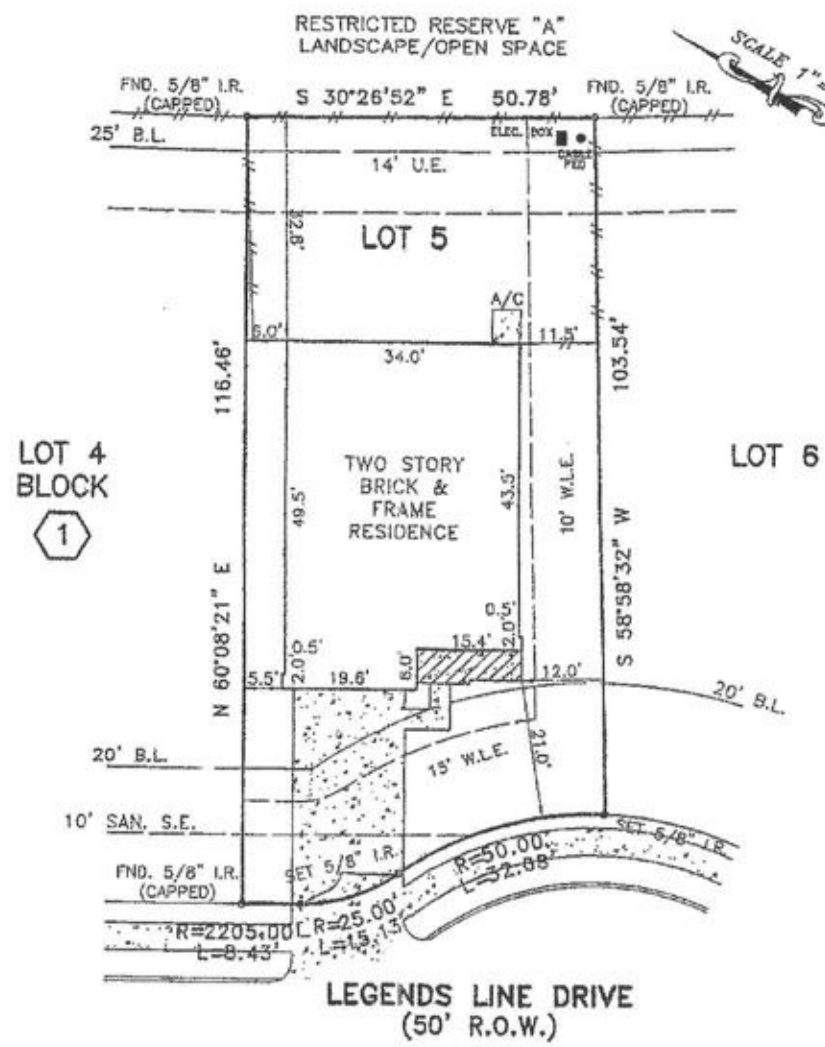 RESTRICTED RESERVE "A"
LANDSCAPE/OPEN SPACE
SCALE 1"=
FND. 5/8" I.R.
(CAPPED)
S 30°26'52" E 50.78'
FND. 5/8" I.R.
(CAPPED)
25' B.L.
ELEC. BOX
CABLE
PED
14' U.E.
32.8'
LOT 5
A/C
6.0'
34.0'
11.5'
116.46'
103.54'
LOT 4
BLOCK
1
LOT 6
TWO STORY
BRICK &
FRAME
RESIDENCE
49.5'
43.5'
10' W.L.E.
N 60°08'21" E
S 58°58'32" W
0.5'
2.0'
15.4'
0.5'
2.0'
6.0'
5.5'
19.6'
12.0'
20' B.L.
20' B.L.
15' W.L.E.
21.0'
10' SAN. S.E.
SET 5/8" I.R.
FND. 5/8" I.R.
(CAPPED)
SET 5/8" I.R.
R=50.00'
L=32.08'
R=2205.00'
L=8.43'
R=25.00'
L=15.13'
LEGENDS LINE DRIVE
(50' R.O.W.)